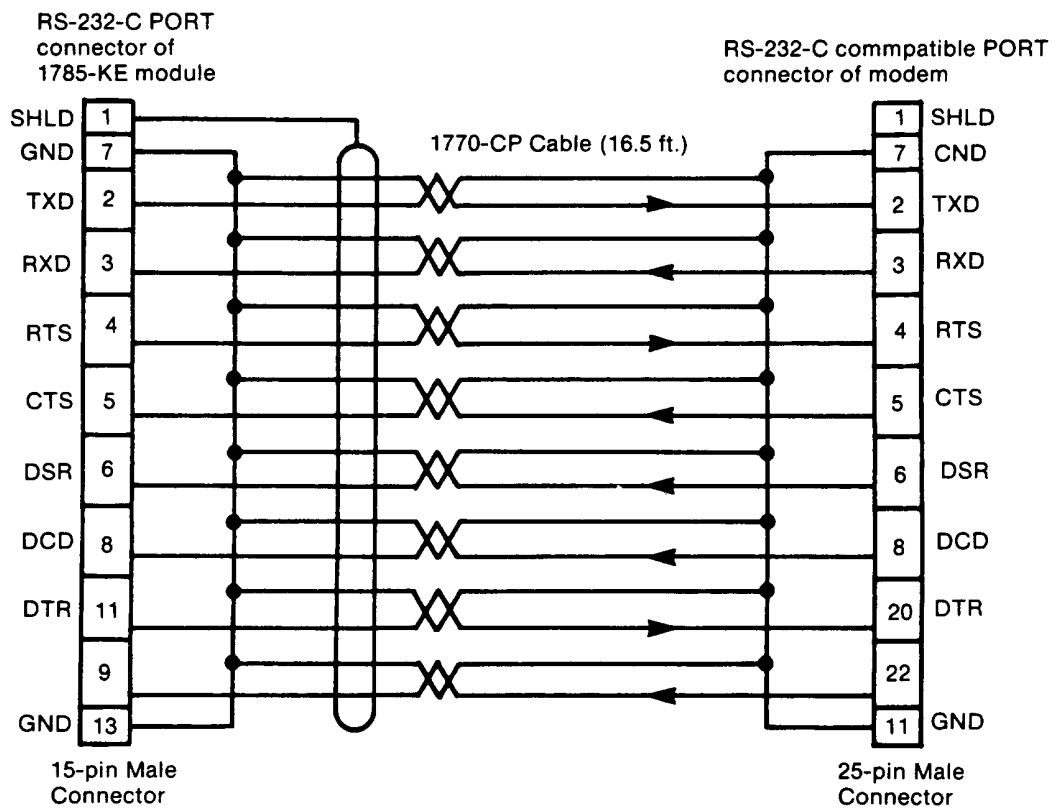 RS-232-C PORT
connector of
1785-KE module
RS-232-C commpatible PORT
connector of modem
1770-CP Cable (16.5 ft.)
SHLD 1 1 SHLD
GND 7 7 CND
TXD 2 2 TXD
RXD 3 3 RXD
RTS 4 4 RTS
CTS 5 5 CTS
DSR 6 6 DSR
DCD 8 8 DCD
DTR 11 20 DTR
9 22
GND 13 11 GND
15-pin Male
Connector
25-pin Male
Connector